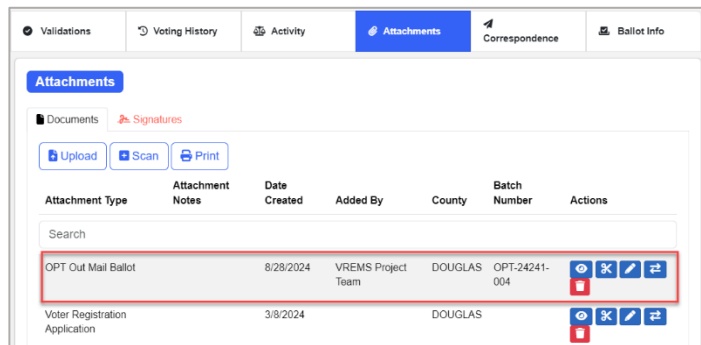 Validations
Voting History
Activity
Attachments
Correspondence
Ballot Info
Attachments
Documents
Signatures
Upload
Scan
Print
Attachment Type
Attachment
Notes
Date
Created
Added By
County
Batch
Number
Actions
Search
OPT Out Mail Ballot
8/28/2024
VREMS Project
Team
DOUGLAS
OPT-24241-
004
Voter Registration
Application
3/8/2024
DOUGLAS